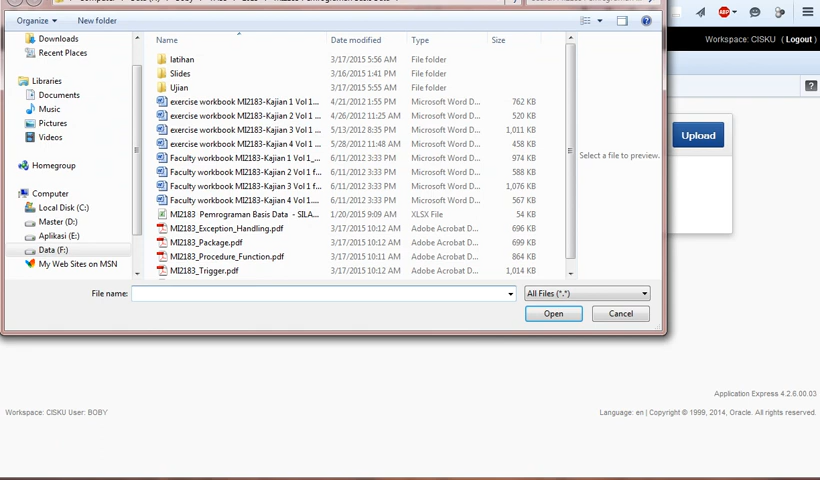 Organize
New folder
Workspace: CISKU ( Logout )
ABP
Downloads
Recent Places
Libraries
Documents
Music
Pictures
Videos
Homegroup
Computer
Local Disk (C:)
Master (D:)
Aplikasi (E:)
Data (F:)
My Web Sites on MSN
Name Date modified Type Size
latihan 3/17/2015 5:56 AM File folder
Slides 3/16/2015 1:41 PM File folder
Ujian 3/17/2015 5:55 AM File folder
exercise workbook MI2183-Kajian 1 Vol 1... 4/21/2012 1:55 PM Microsoft Word D... 762 KB
exercise workbook MI2183-Kajian 2 Vol 1... 4/26/2012 11:25 AM Microsoft Word D... 520 KB
exercise workbook MI2183-Kajian 3 Vol 1... 5/13/2012 8:35 PM Microsoft Word D... 1,011 KB
exercise workbook MI2183-Kajian 4 Vol 1... 5/28/2012 11:48 AM Microsoft Word D... 458 KB
Faculty workbook MI2183-Kajian 1 Vol 1_... 6/11/2012 3:33 PM Microsoft Word D... 974 KB
Faculty workbook MI2183-Kajian 2 Vol 1 f... 6/11/2012 3:33 PM Microsoft Word D... 588 KB
Faculty workbook MI2183-Kajian 3 Vol 1 f... 6/11/2012 3:33 PM Microsoft Word D... 1,076 KB
Faculty workbook MI2183-Kajian 4 Vol 1.... 6/11/2012 3:33 PM Microsoft Word D... 567 KB
MI2183 Pemrograman Basis Data - SILA... 1/20/2015 9:09 AM XLSX File 54 KB
MI2183_Exception_Handling.pdf 3/17/2015 10:12 AM Adobe Acrobat D... 696 KB
MI2183_Package.pdf 3/17/2015 10:12 AM Adobe Acrobat D... 699 KB
MI2183_Procedure_Function.pdf 3/17/2015 10:12 AM Adobe Acrobat D... 864 KB
MI2183_Trigger.pdf 3/17/2015 10:12 AM Adobe Acrobat D... 1,014 KB
Select a file to preview.
Upload
File name:
All Files (*.*)
Open
Cancel
Application Express 4.2.6.00.03
Workspace: CISKU User: BOBY
Language: en | Copyright © 1999, 2014, Oracle. All rights reserved.